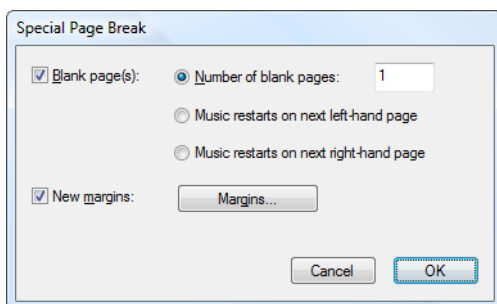 Special Page Break
Blank page(s): Number of blank pages: 1
Music restarts on next left-hand page
Music restarts on next right-hand page
New margins: Margins...
Cancel OK